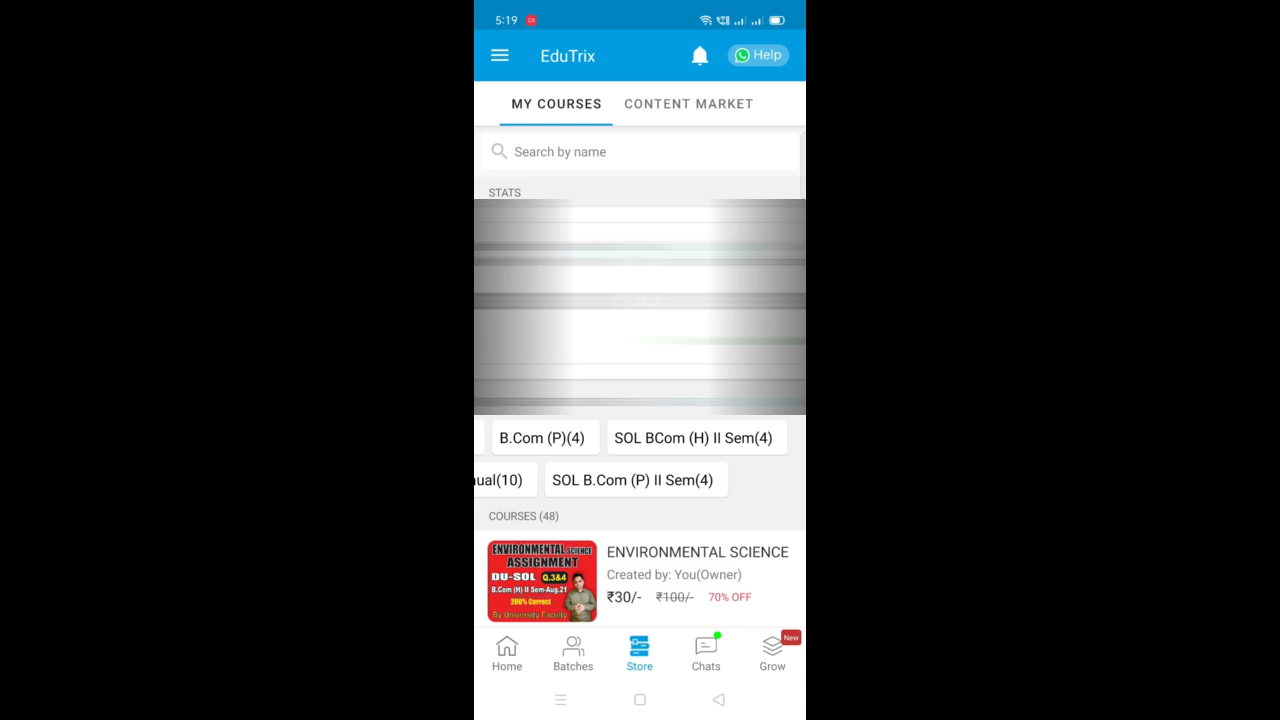 5:19
EduTrix
Help
MY COURSES CONTENT MARKET
Search by name
STATS
B.Com (P)(4) SOL BCom (H) II Sem(4)
ual(10) SOL B.Com (P) II Sem(4)
COURSES (48)
ENVIRONMENTAL SCIENCE
ASSIGNMENT
DU-SOL Q.3&4
B.Com (H) II Sem-Aug.21
200% Correct
By University Faculty
ENVIRONMENTAL SCIENCE
Created by: You(Owner)
₹30/- ₹100/- 70% OFF
New
Home Batches Store Chats Grow